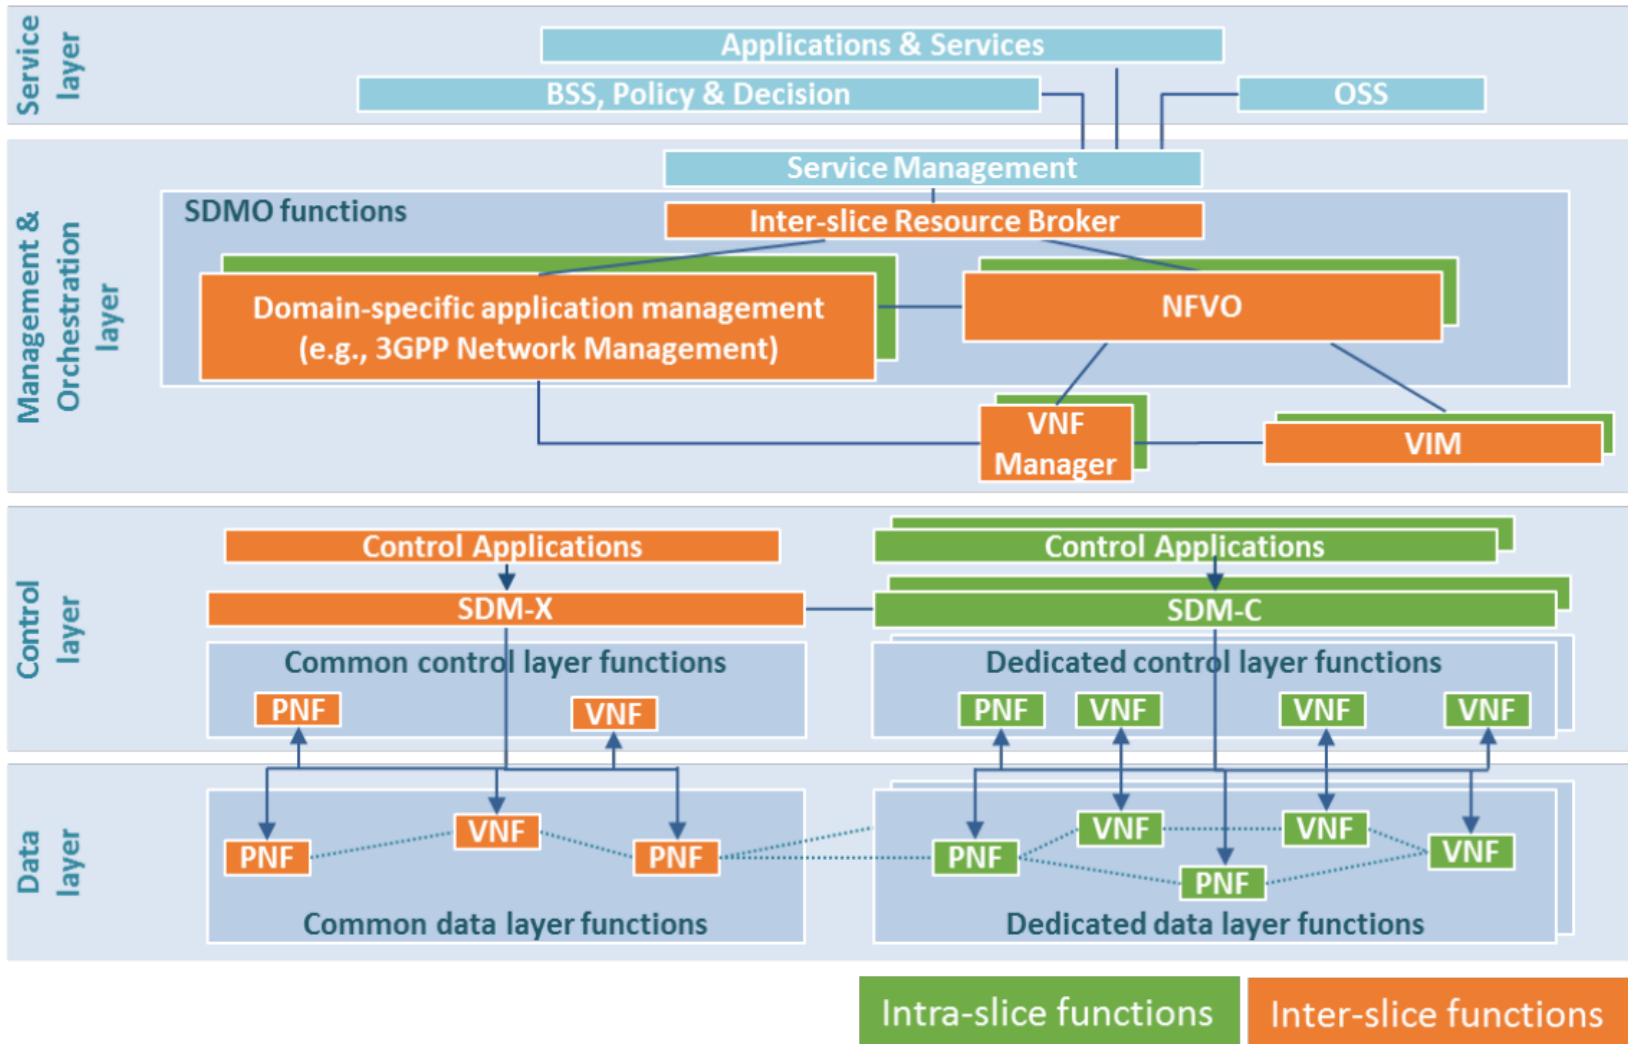 Service
layer
Applications & Services
BSS, Policy & Decision
OSS
Management &
Orchestration
layer
Service Management
SDMO functions
Inter-slice Resource Broker
Domain-specific application management
(e.g., 3GPP Network Management)
NFVO
VNF
Manager
VIM
Control
layer
Control Applications
Control Applications
SDM-X
SDM-C
Common control layer functions
Dedicated control layer functions
PNF
VNF
PNF
VNF
VNF
VNF
Data
layer
PNF
VNF
PNF
PNF
VNF
PNF
VNF
VNF
Common data layer functions
Dedicated data layer functions
Intra-slice functions
Inter-slice functions